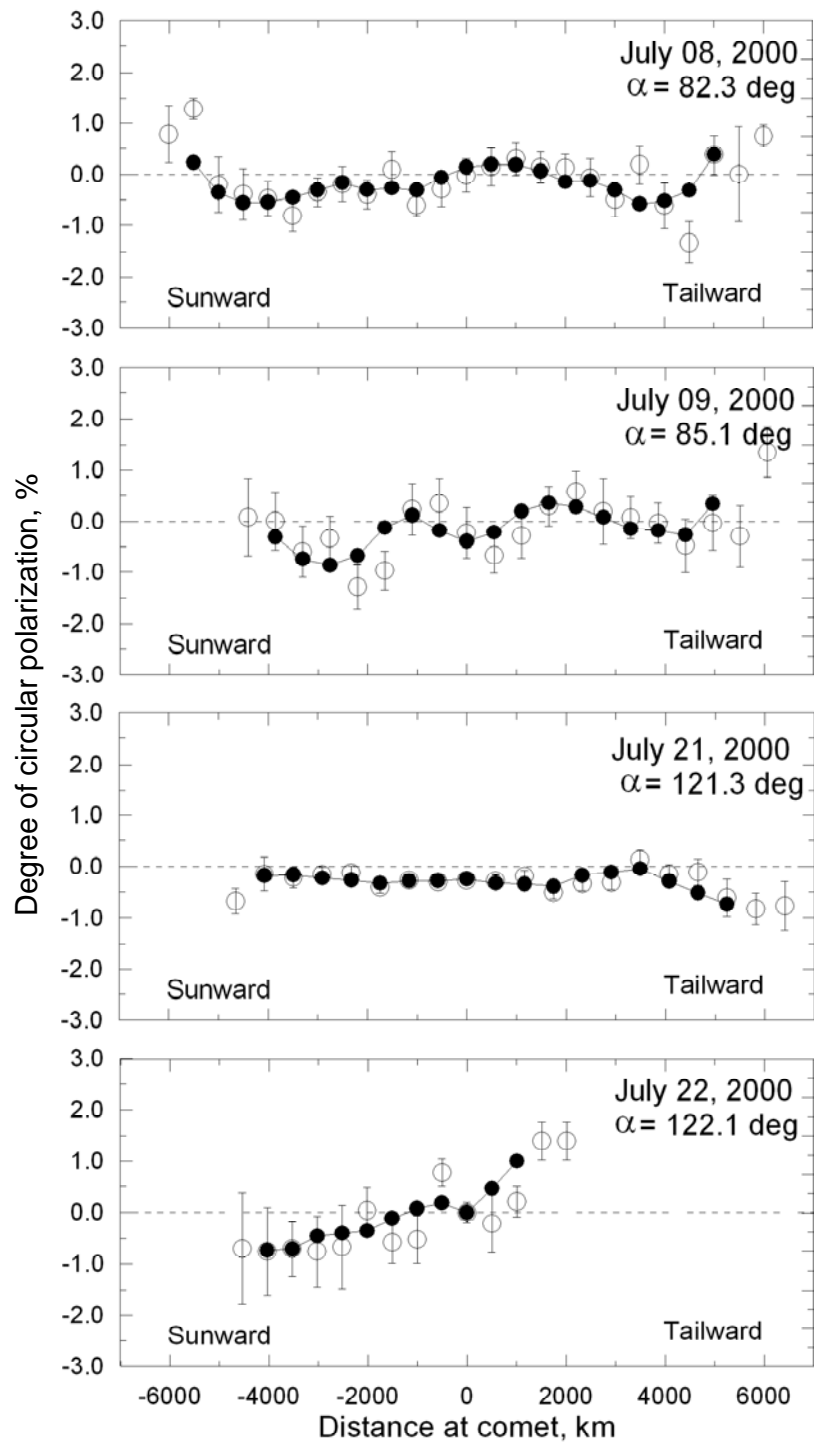 Degree of circular polarization, %
3.0
2.0
1.0
0.0
-1.0
-2.0
-3.0
July 08, 2000
α = 82.3 deg
Sunward
Tailward
3.0
2.0
1.0
0.0
-1.0
-2.0
-3.0
July 09, 2000
α = 85.1 deg
Sunward
Tailward
3.0
2.0
1.0
0.0
-1.0
-2.0
-3.0
July 21, 2000
α = 121.3 deg
Sunward
Tailward
3.0
2.0
1.0
0.0
-1.0
-2.0
-3.0
July 22, 2000
α = 122.1 deg
Sunward
Tailward
-6000 -4000 -2000 0 2000 4000 6000
Distance at comet, km